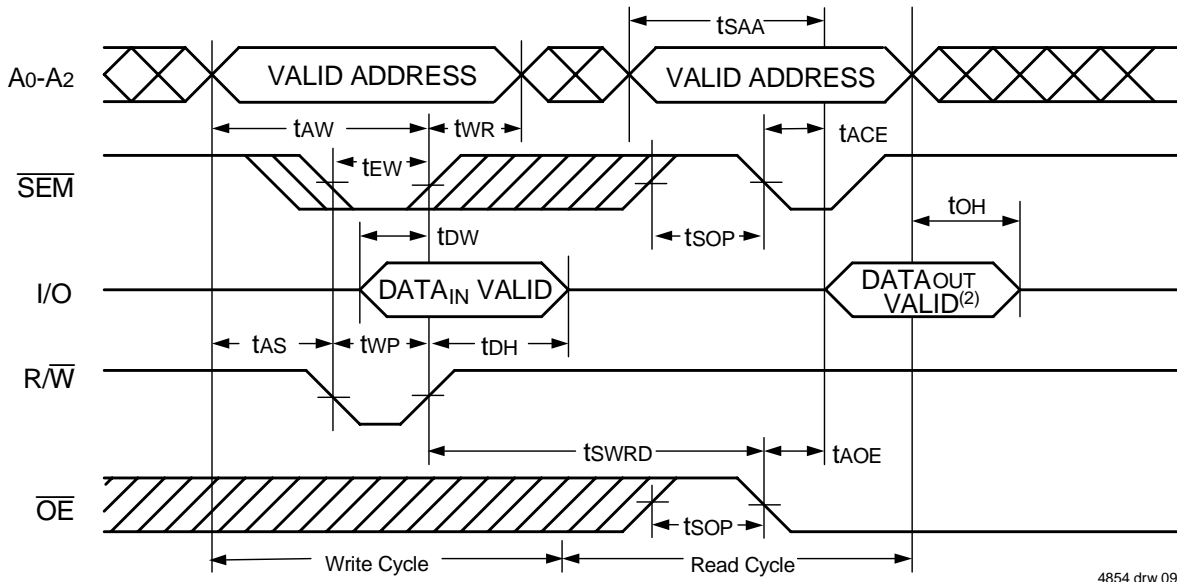 tSAA
A0-A2
VALID ADDRESS
VALID ADDRESS
tAW
tWR
tACE
tEW
SEM
tSOP
tOH
tDW
I/O
DATAIN VALID
DATAOUT
VALID(2)
tAS
tWP
tDH
R/W
tSWRD
tAOE
OE
tSOP
Write Cycle
Read Cycle
4854 drw 09